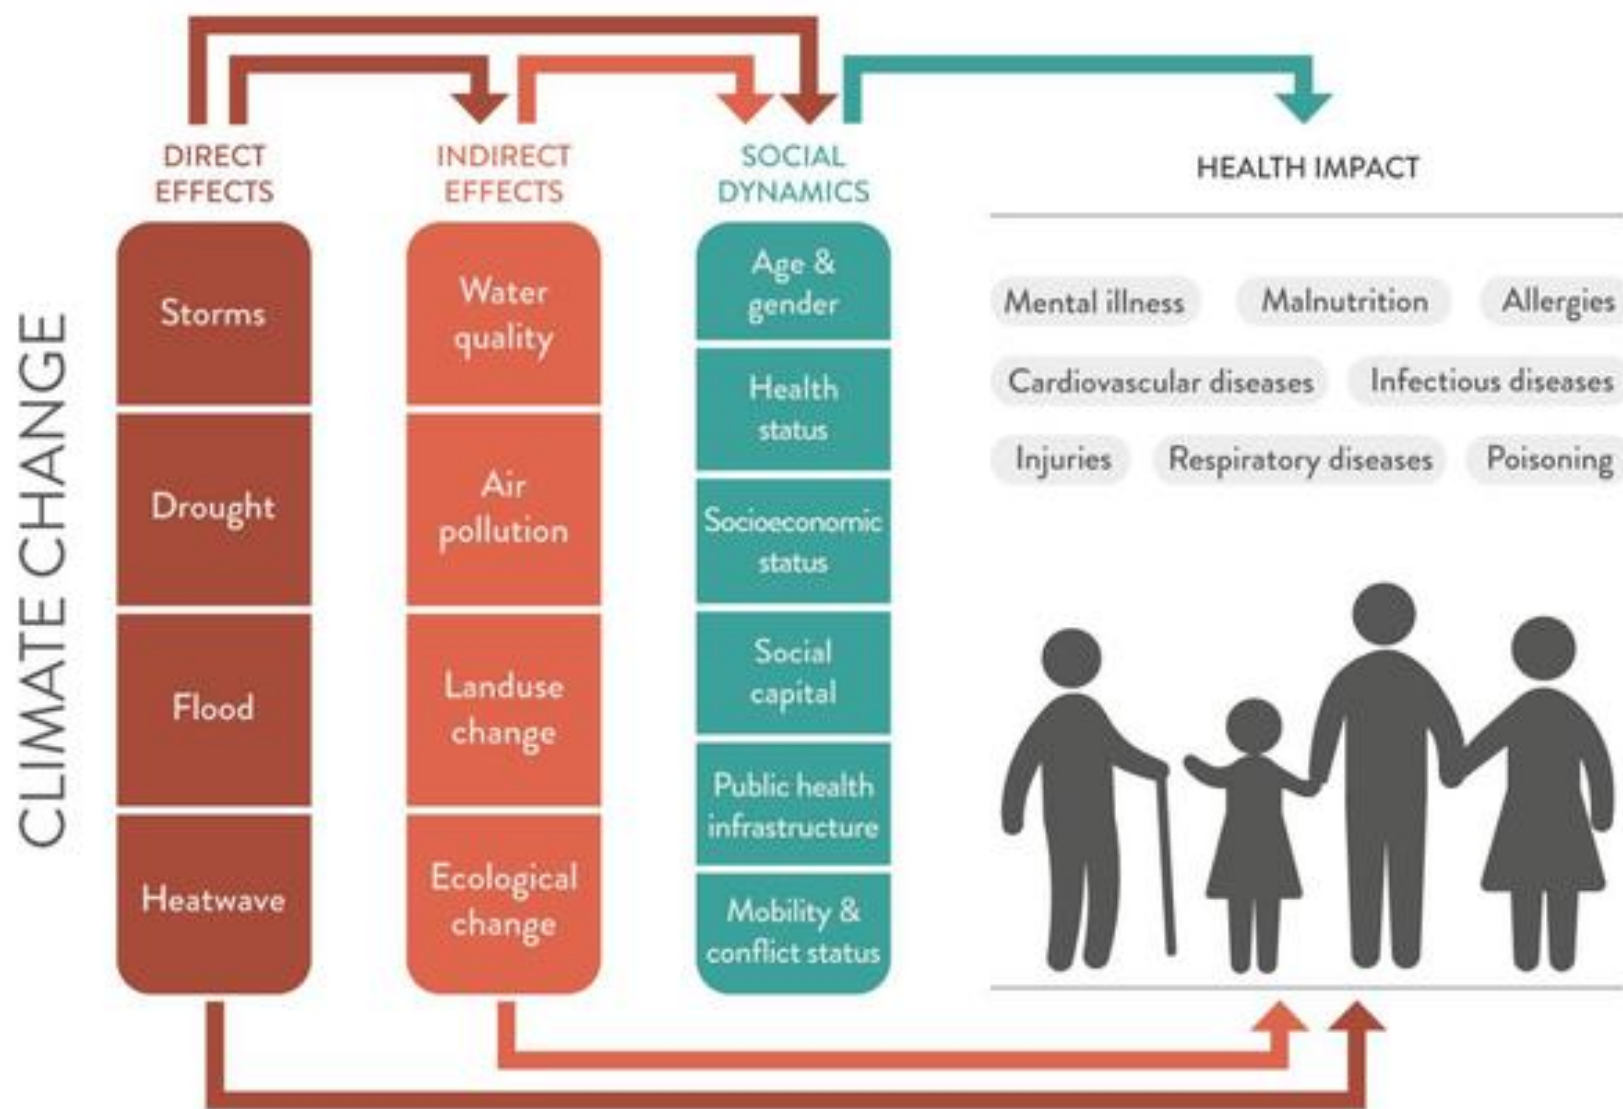 CLIMATE CHANGE
DIRECT
EFFECTS
Storms
Drought
Flood
Heatwave
INDIRECT
EFFECTS
Water
quality
Air
pollution
Landuse
change
Ecological
change
SOCIAL
DYNAMICS
Age &
gender
Health
status
Socioeconomic
status
Social
capital
Public health
infrastructure
Mobility &
conflict status
HEALTH IMPACT
Mental illness Malnutrition Allergies
Cardiovascular diseases Infectious diseases
Injuries Respiratory diseases Poisoning